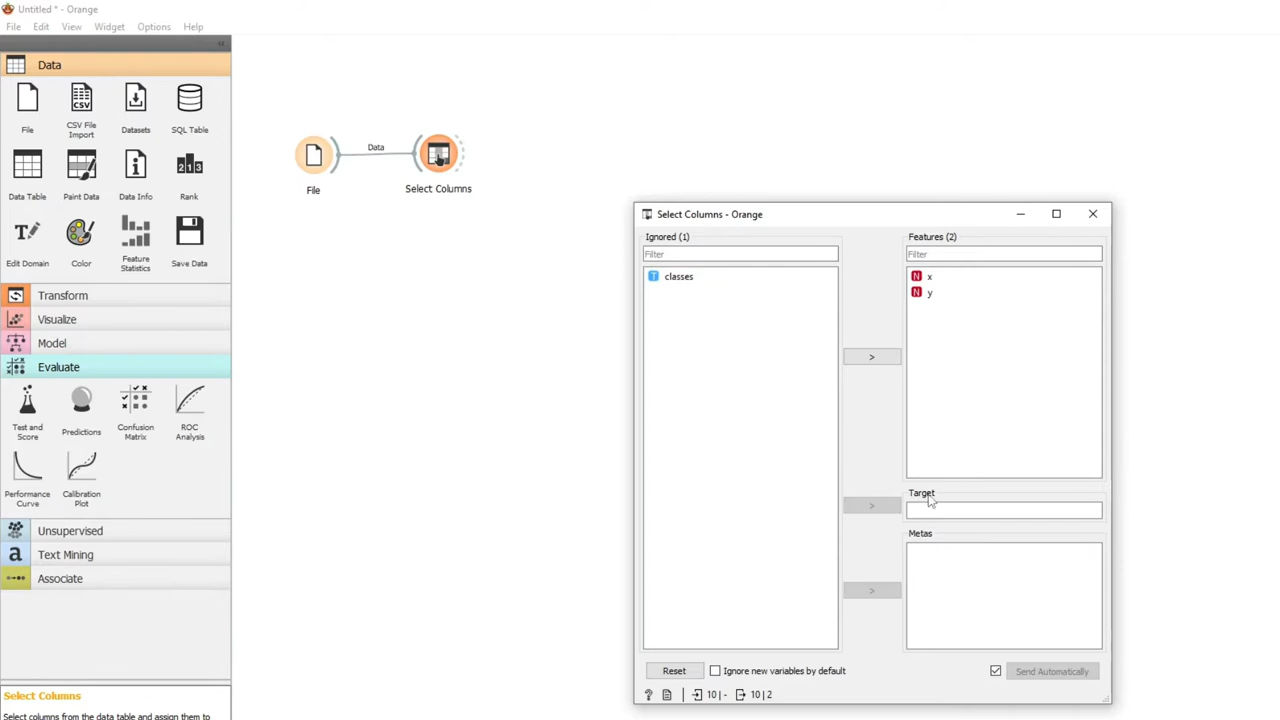 Untitled * - Orange
File Edit View Widget Options Help
«
Data
File
CSV File Import
Datasets
SQL Table
CSV
Data Table
Paint Data
Data Info
Rank
Edit Domain
Color
Feature Statistics
Save Data
Transform
Visualize
Model
Evaluate
Test and Score
Predictions
Confusion Matrix
ROC Analysis
Performance Curve
Calibration Plot
Unsupervised
a Text Mining
Associate
Select Columns
Select columns from the data table and assign them to
Data
File
Select Columns
Select Columns - Orange
Ignored (1)
Filter
T classes
>
>
>
Features (2)
Filter
N x
N y
Target
Metas
Reset
Ignore new variables by default
Send Automatically
? 10 | - 10 | 2